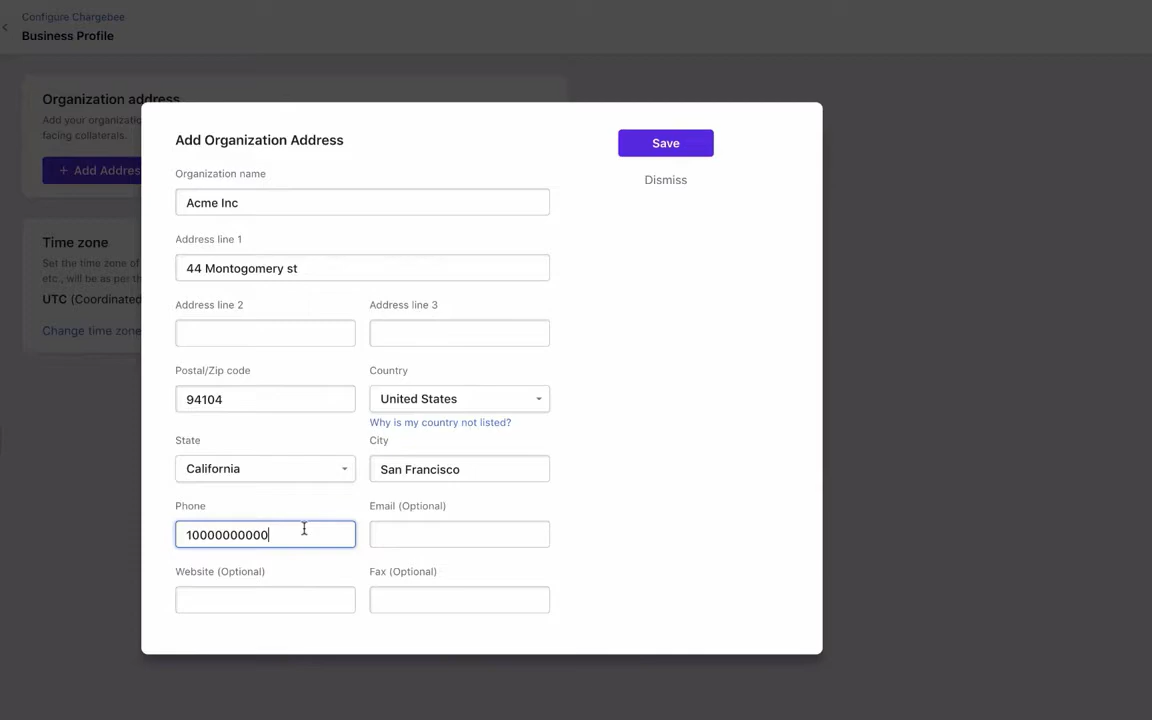 Configure Chargebee
Business Profile
Organization address
Add your organizatio
facing collaterals.
+ Add Addres
Time zone
Set the time zone of
etc., will be as per th
UTC (Coordinated
Change time zone
Add Organization Address
Save
Dismiss
Organization name
Acme Inc
Address line 1
44 Montogomery st
Address line 2 Address line 3
Postal/Zip code Country
94104 United States
Why is my country not listed?
State City
California San Francisco
Phone Email (Optional)
10000000000
Website (Optional) Fax (Optional)